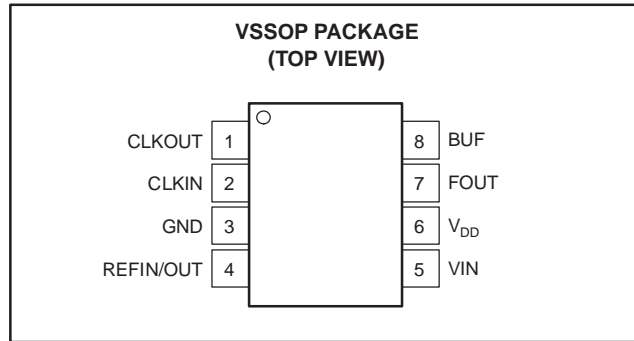 VSSOP PACKAGE
(TOP VIEW)
CLKOUT 1 8 BUF
CLKIN 2 7 FOUT
GND 3 6 VDD
REFIN/OUT 4 5 VIN